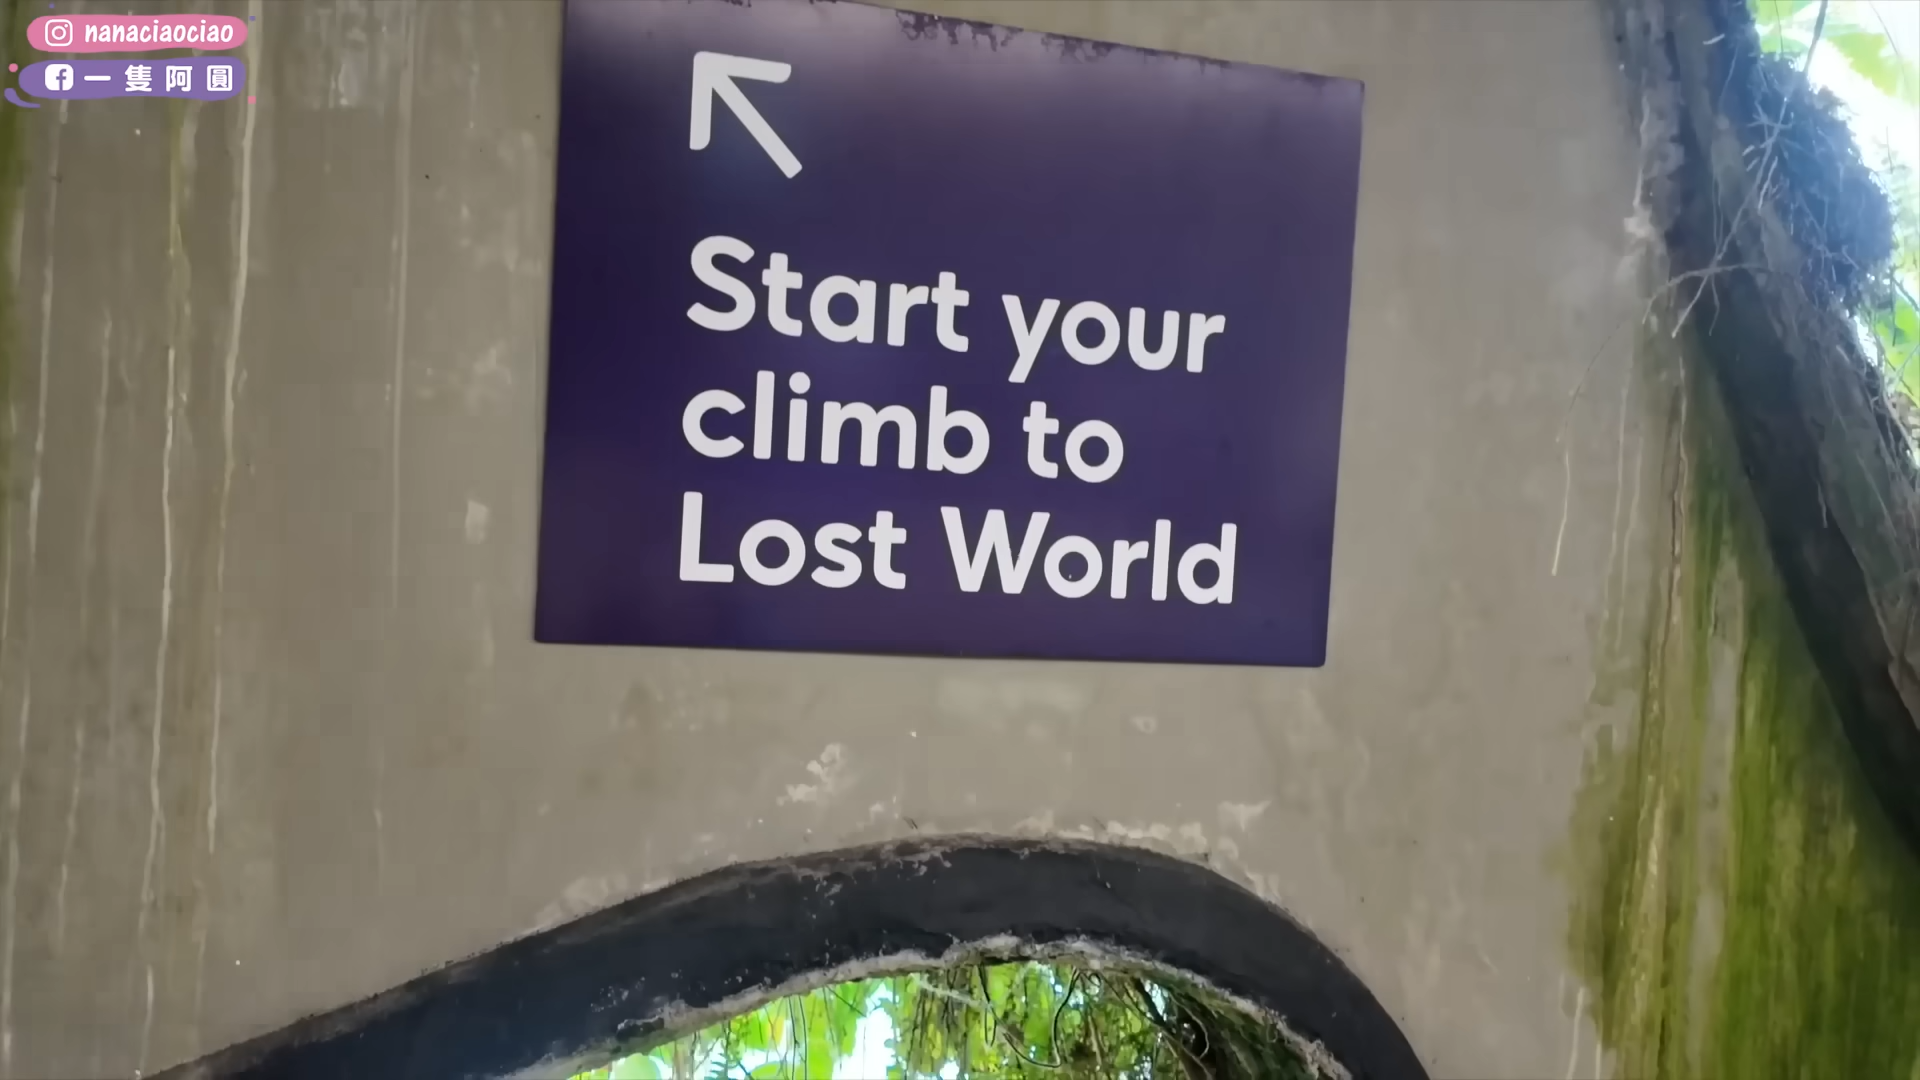 nanaciaociao
一隻阿圓
Start your
climb to
Lost World